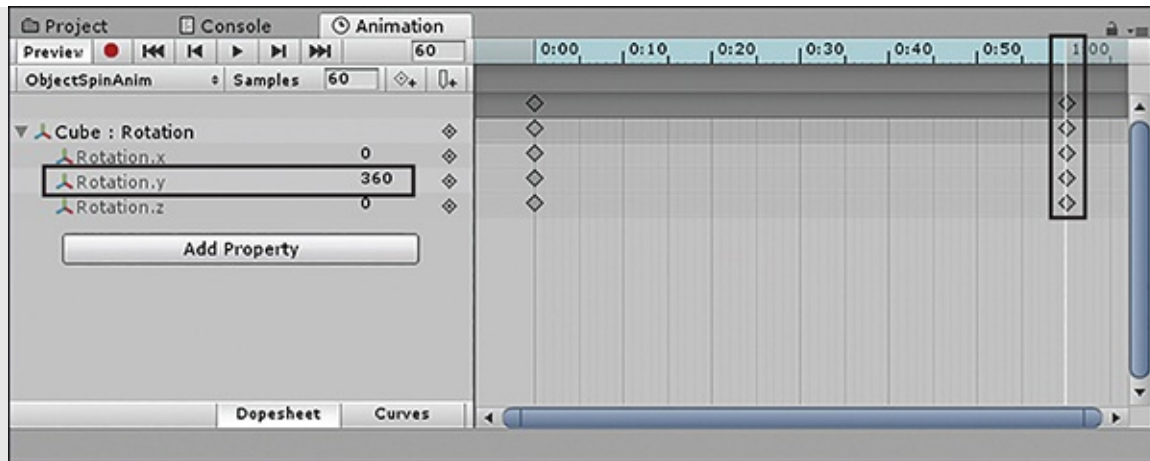 Project Console Animation
Preview 60 0:00 0:10 0:20 0:30 0:40 0:50 1:00
ObjectSpinAnim Samples 60
Cube : Rotation
Rotation.x 0
Rotation.y 360
Rotation.z 0
Add Property
Dopesheet Curves